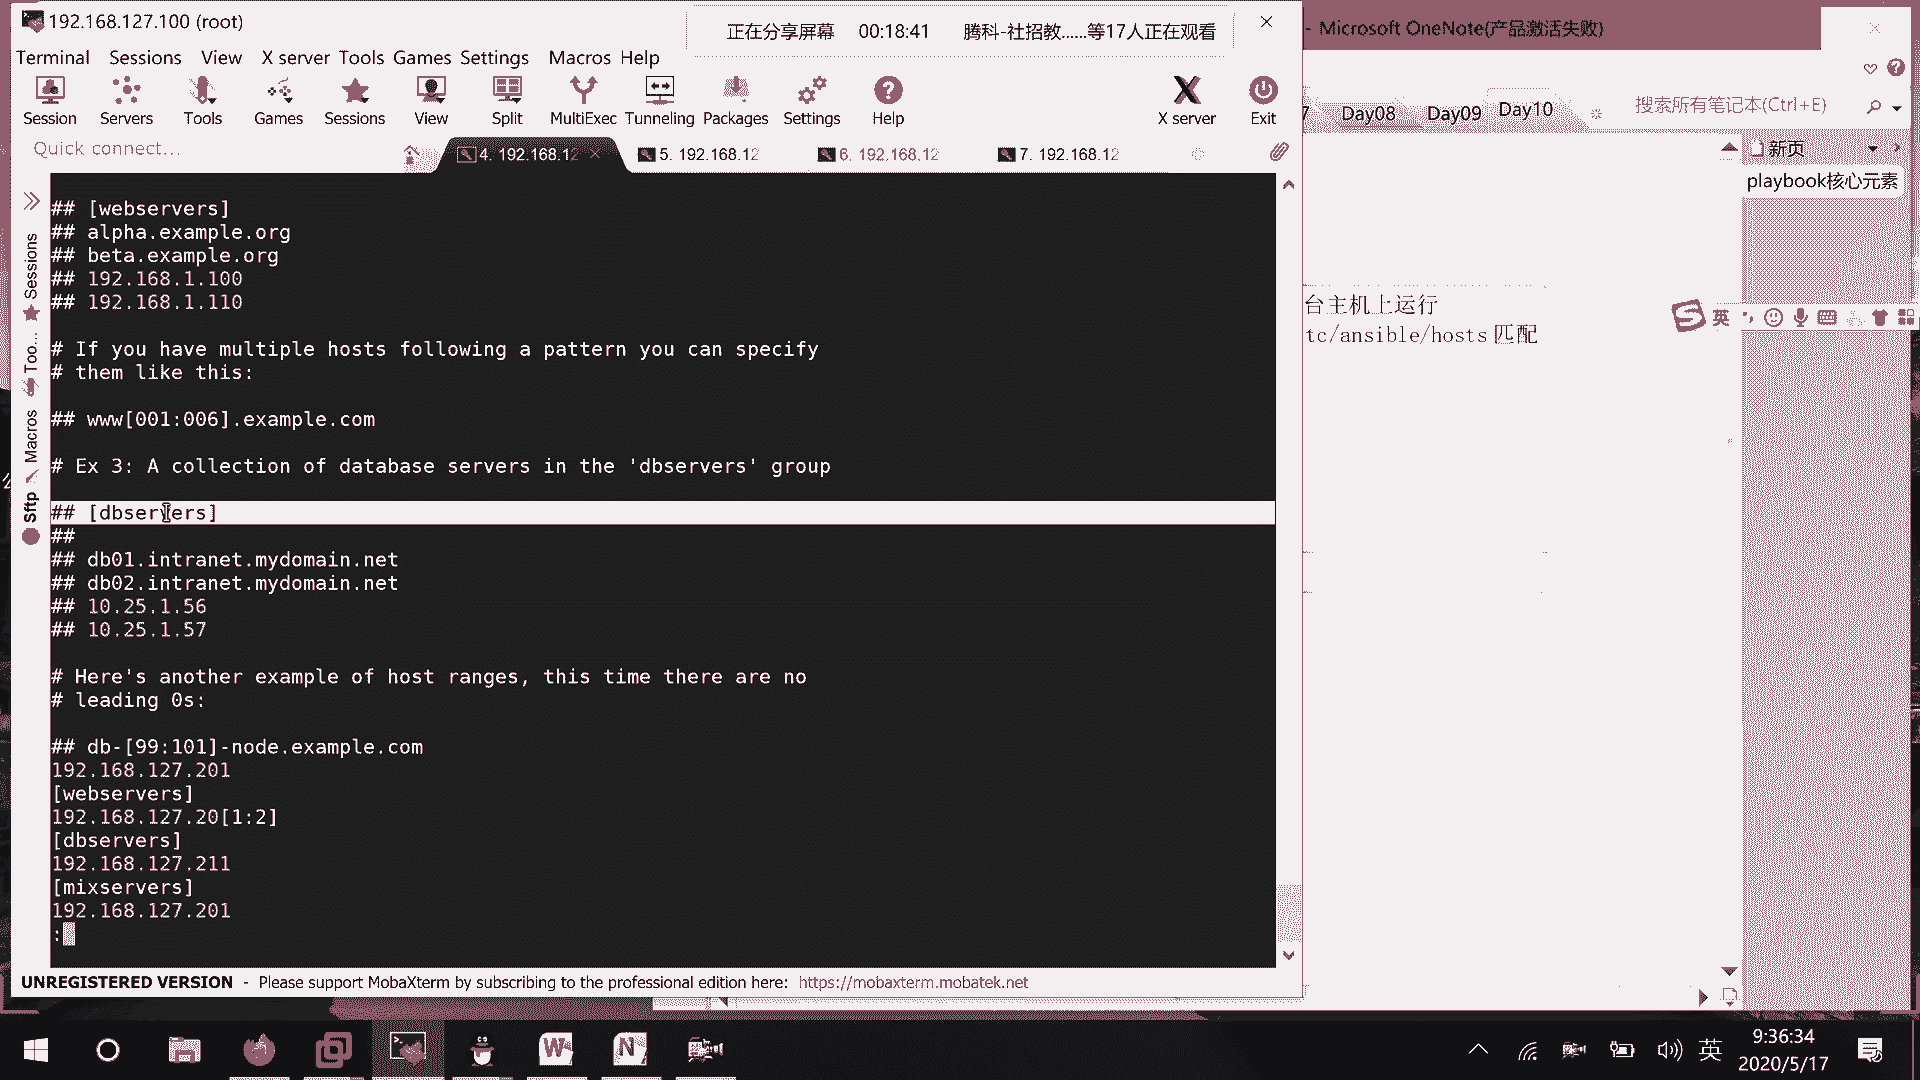 192.168.127.100 (root)
正在分享屏幕 00:18:41 腾科-社招教......等17人正在观看
- Microsoft OneNote(产品激活失败)
Terminal Sessions View X server Tools Games Settings Macros Help
Session Servers Tools Games Sessions View Split MultiExec Tunneling Packages Settings Help X server Exit
7 Day08 Day09 Day10 搜索所有笔记本(Ctrl+E)
Quick connect...
4. 192.168.12 5. 192.168.12 6. 192.168.12 7. 192.168.12
新页
playbook核心元素
Sessions
Too...
Macros
Sftp
## [webservers]
## alpha.example.org
## beta.example.org
## 192.168.1.100
## 192.168.1.110
# If you have multiple hosts following a pattern you can specify
# them like this:
## www[001:006].example.com
# Ex 3: A collection of database servers in the 'dbservers' group
## [dbservers]
##
## db01.intranet.mydomain.net
## db02.intranet.mydomain.net
## 10.25.1.56
## 10.25.1.57
# Here's another example of host ranges, this time there are no
# leading 0s:
## db-[99:101]-node.example.com
192.168.127.201
[webservers]
192.168.127.20[1:2]
[dbservers]
192.168.127.211
[mixservers]
192.168.127.201
:
台主机上运行
tc/ansible/hosts 匹配
英
UNREGISTERED VERSION - Please support MobaXterm by subscribing to the professional edition here: https://mobaxterm.mobatek.net
英
9:36:34
2020/5/17